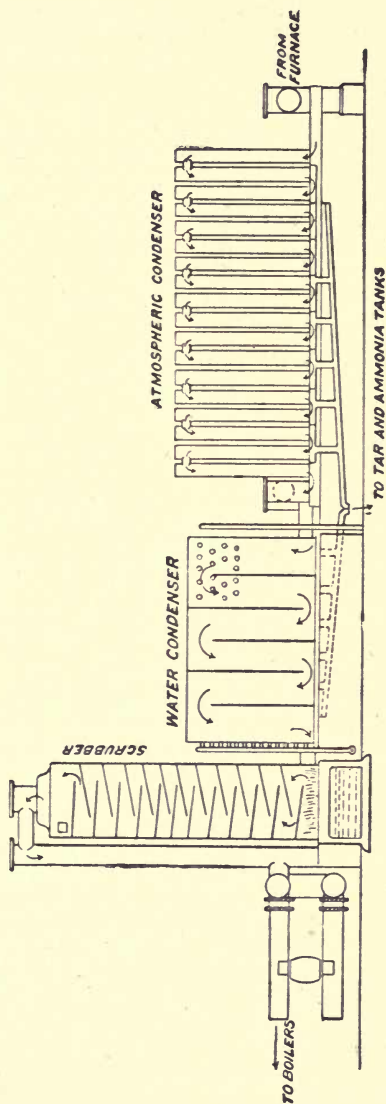 FROM
FURNACE
ATMOSPHERIC CONDENSER
TO TAR AND AMMONIA TANKS
WATER CONDENSER
SCRUBBER
TO BOILERS